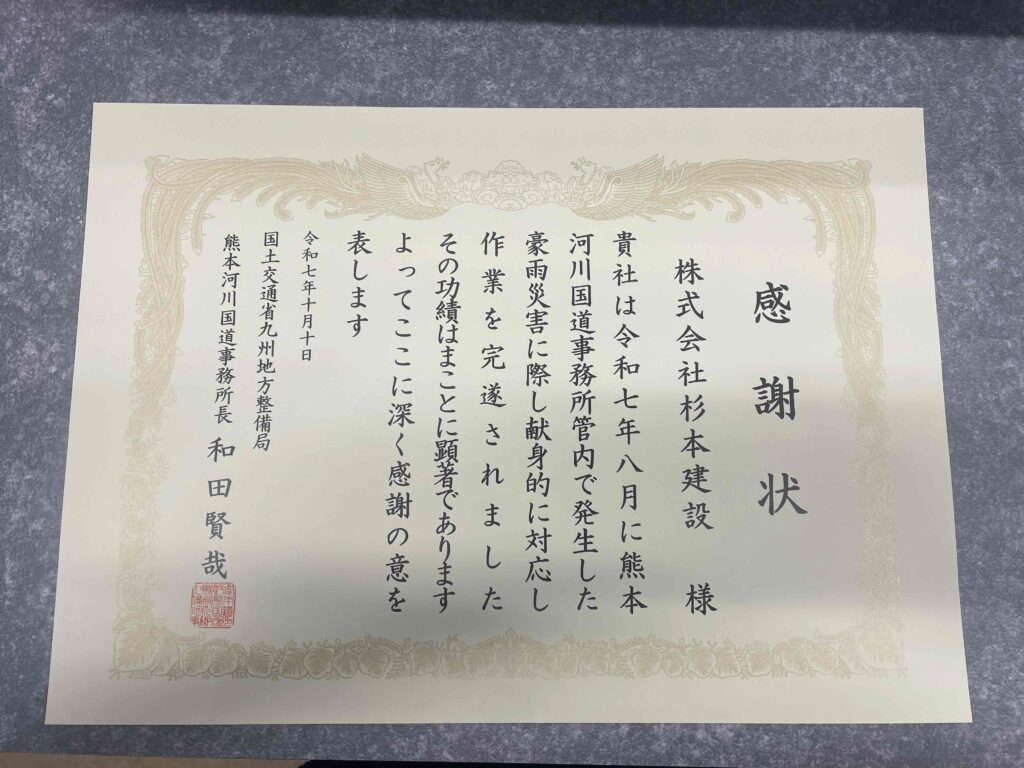 感謝状
株式会社杉本建設 様
貴社は令和七年八月に熊本
河川国道事務所管内で発生した
豪雨災害に際し献身的に対応し
作業を完遂されました
その功績はまことに顕著であります
よってここに深く感謝の意を
表します
令和七年十月十日
国土交通省九州地方整備局
熊本河川国道事務所長 和田賢哉